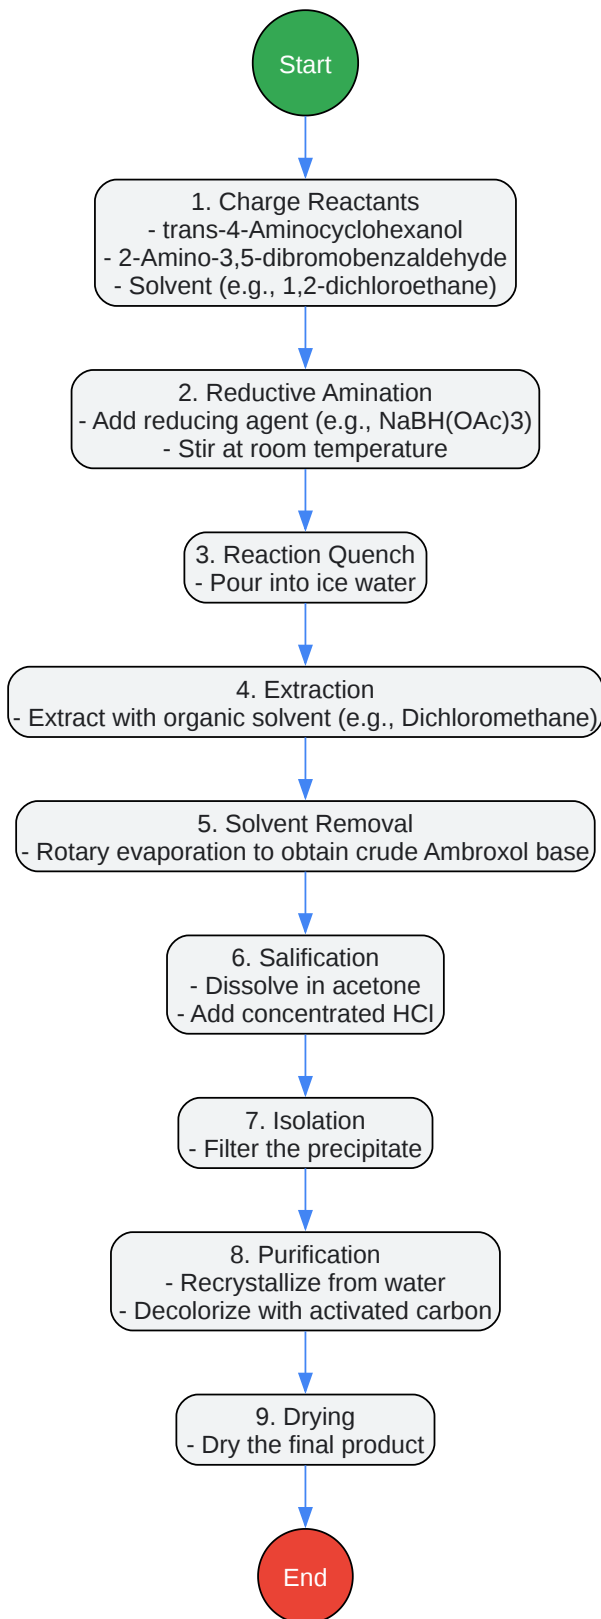 Start
1. Charge Reactants
- trans-4-Aminocyclohexanol
- 2-Amino-3,5-dibromobenzaldehyde
- Solvent (e.g., 1,2-dichloroethane)
2. Reductive Amination
- Add reducing agent (e.g., NaBH(OAc)3)
- Stir at room temperature
3. Reaction Quench
- Pour into ice water
4. Extraction
- Extract with organic solvent (e.g., Dichloromethane)
5. Solvent Removal
- Rotary evaporation to obtain crude Ambroxol base
6. Salification
- Dissolve in acetone
- Add concentrated HCl
7. Isolation
- Filter the precipitate
8. Purification
- Recrystallize from water
- Decolorize with activated carbon
9. Drying
- Dry the final product
End